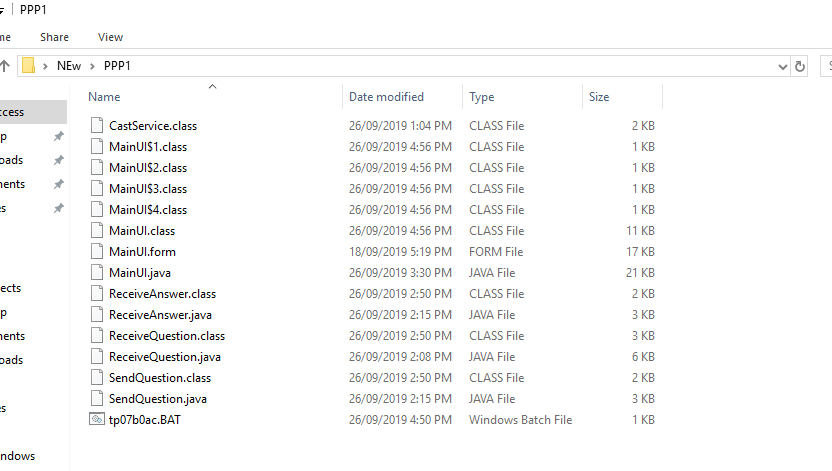 PPP1
me Share View
NEw PPP1
Name Date modified Type Size
ccess
CastService.class 26/09/2019 1:04 PM CLASS File 2 KB
p
MainUI$1.class 26/09/2019 4:56 PM CLASS File 1 KB
oads
MainUI$2.class 26/09/2019 4:56 PM CLASS File 1 KB
nents
MainUI$3.class 26/09/2019 4:56 PM CLASS File 1 KB
es
MainUI$4.class 26/09/2019 4:56 PM CLASS File 1 KB
MainUI.class 26/09/2019 4:56 PM CLASS File 11 KB
MainUI.form 18/09/2019 5:19 PM FORM File 17 KB
MainUI.java 26/09/2019 3:30 PM JAVA File 21 KB
ects
ReceiveAnswer.class 26/09/2019 2:50 PM CLASS File 2 KB
p
ReceiveAnswer.java 26/09/2019 2:15 PM JAVA File 3 KB
nents
ReceiveQuestion.class 26/09/2019 2:50 PM CLASS File 3 KB
oads
ReceiveQuestion.java 26/09/2019 2:08 PM JAVA File 6 KB
SendQuestion.class 26/09/2019 2:50 PM CLASS File 2 KB
es
SendQuestion.java 26/09/2019 2:15 PM JAVA File 3 KB
tp07b0ac.BAT 26/09/2019 4:50 PM Windows Batch File 1 KB
ndows